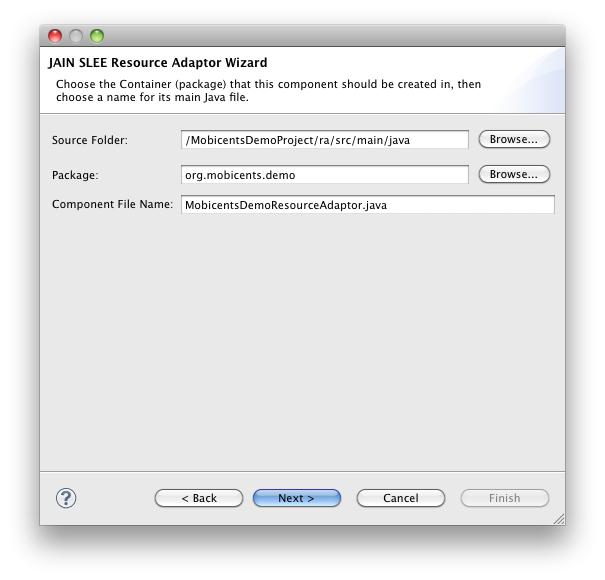 JAIN SLEE Resource Adaptor Wizard
Choose the Container (package) that this component should be created in, then
choose a name for its main Java file.
Source Folder: /MobicentsDemoProject/ra/src/main/java Browse...
Package: org.mobicents.demo Browse...
Component File Name: MobicentsDemoResourceAdaptor.java
? < Back Next > Cancel Finish